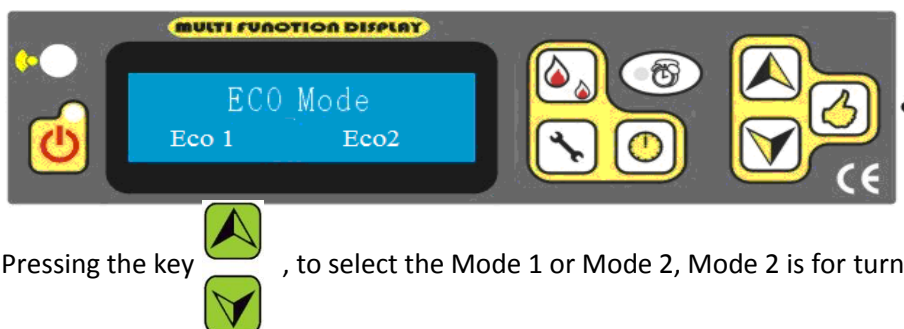 MULTI FUNCTION DISPLAY
ECO Mode
Eco 1 Eco2
CE
Pressing the key , to select the Mode 1 or Mode 2, Mode 2 is for turn